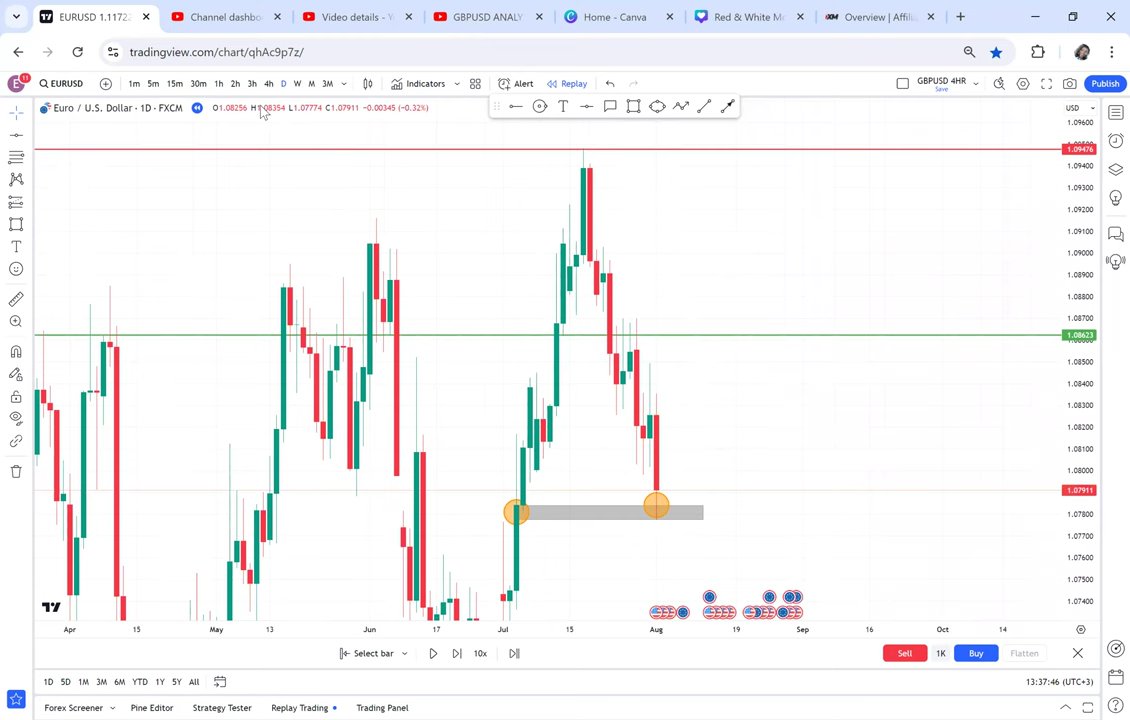 EURUSD 1.11722
Channel dashbo
Video details - Y
GBPUSD ANALY
Home - Canva
Red & White M
Overview | Affilia
tradingview.com/chart/qhAc9p7z/
E
11
EURUSD
1m 5m 15m 30m 1h 2h 3h 4h D W M 3M
Indicators
Alert
Replay
GBPUSD 4HR
Save
Publish
Euro / U.S. Dollar · 1D · FXCM
O1.08256 H1.08354 L1.07774 C1.07911 −0.00345 (−0.32%)
USD
1.09600
1.09476
1.09400
1.09300
1.09200
1.09100
1.09000
1.08900
1.08800
1.08700
1.08623
1.08500
1.08400
1.08300
1.08200
1.08100
1.08000
1.07911
1.07800
1.07700
1.07600
1.07500
1.07400
Apr 15 May 13 Jun 17 Jul 15 Aug 19 Sep 16 Oct 14
Select bar
10x
Sell
1K
Buy
Flatten
1D 5D 1M 3M 6M YTD 1Y 5Y All
13:37:46 (UTC+3)
Forex Screener
Pine Editor
Strategy Tester
Replay Trading
Trading Panel